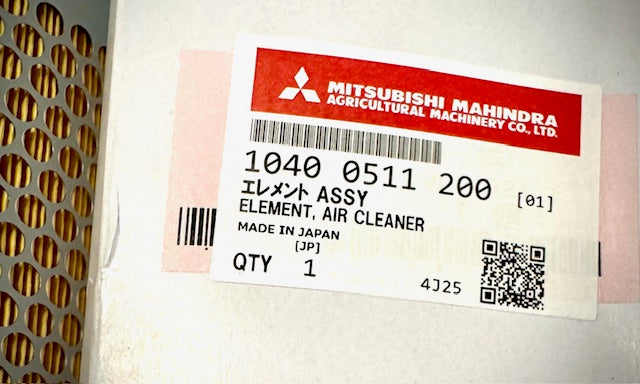 MITSUBISHI MAHINDRA
AGRICULTURAL MACHINERY CO., LTD.
1040 0511 200 [01]
エレメント ASSY
ELEMENT, AIR CLEANER
MADE IN JAPAN
[JP]
QTY 1
4J25